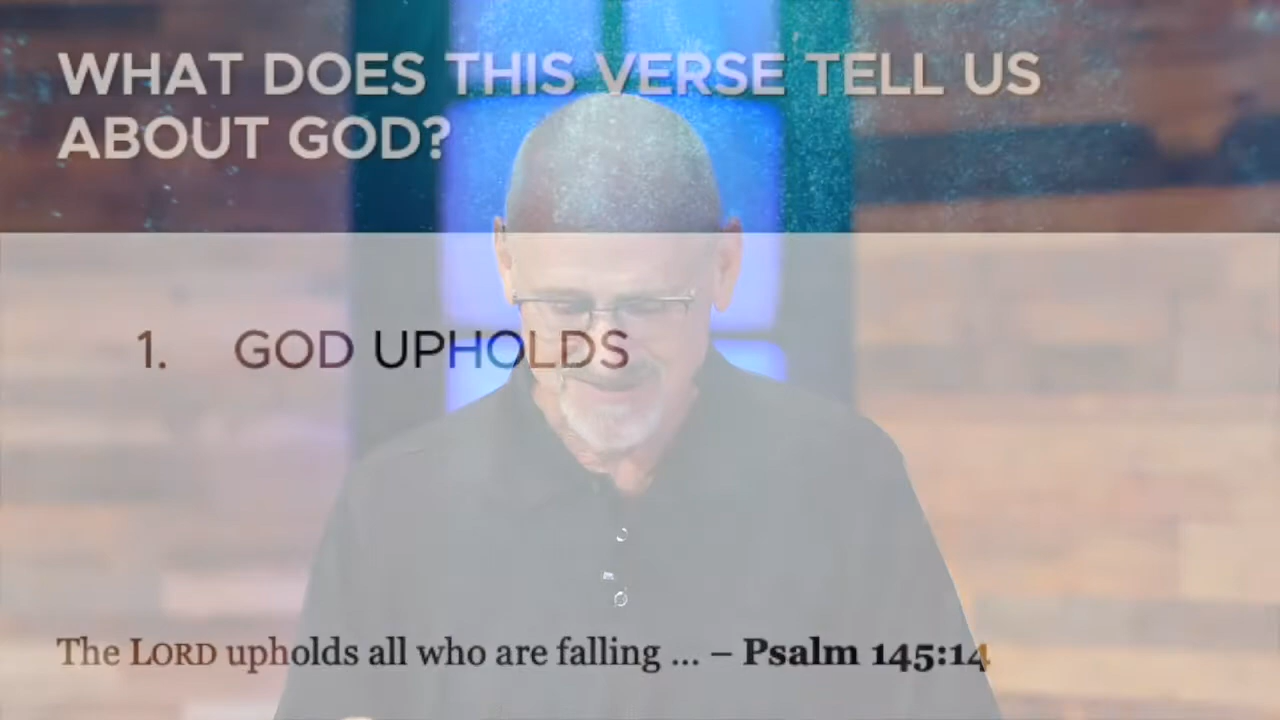 WHAT DOES THIS VERSE TELL US
ABOUT GOD?
1. GOD UPHOLDS
The LORD upholds all who are falling ... – Psalm 145:14